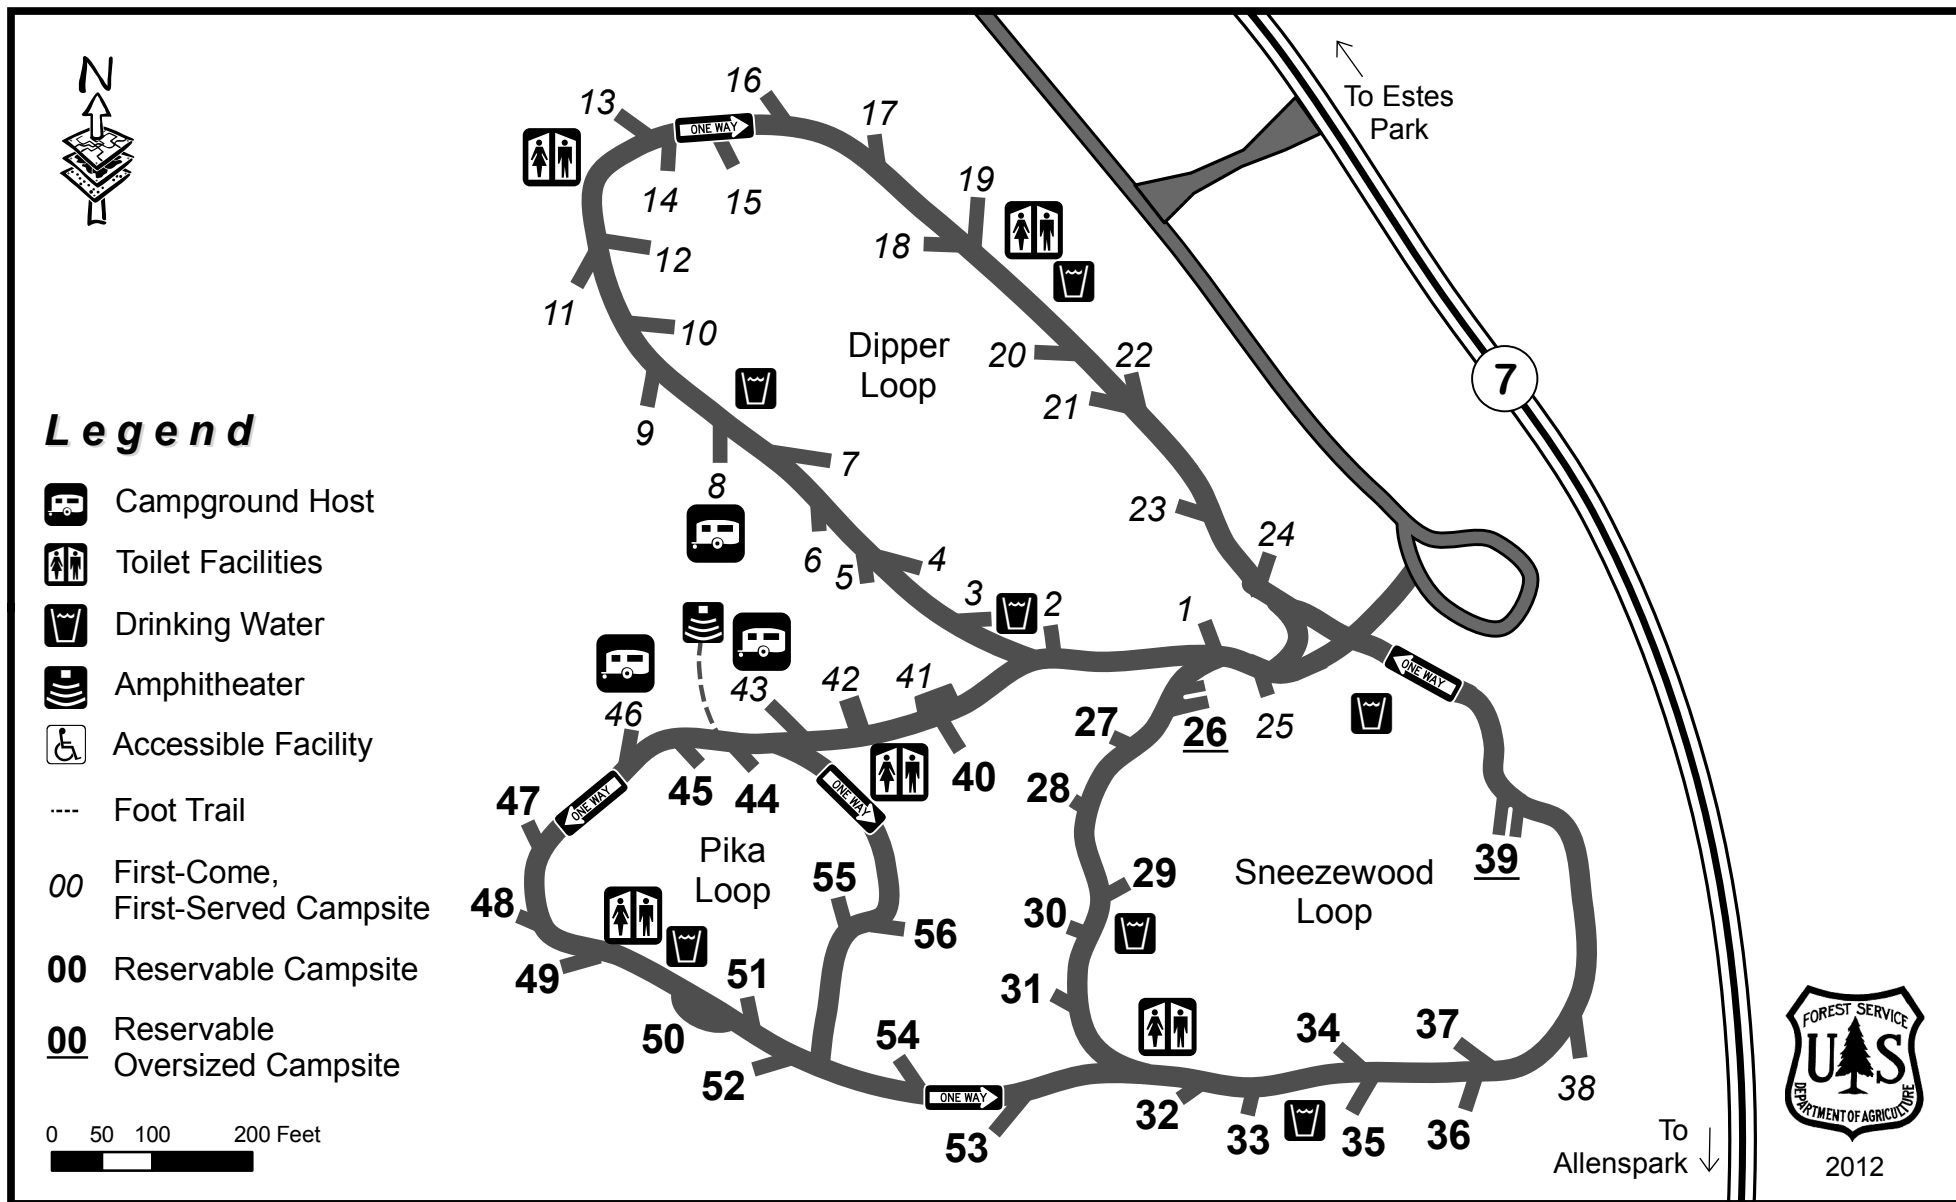 N
To Estes
Park
16
13
17
ONE WAY
19
14
15
18
12
11
10
Dipper
Loop
20
22
21
7
9
7
8
23
24
6
5
4
3
2
1
Legend
Campground Host
Toilet Facilities
Drinking Water
Amphitheater
Accessible Facility
Foot Trail
00
First-Come,
First-Served Campsite
00
Reservable Campsite
00
Reservable
Oversized Campsite
0 50 100 200 Feet
46
43
42
41
ONE WAY
27
26
25
45
44
40
28
47
ONE WAY
ONE WAY
39
Pika
Loop
55
29
Sneezewood
Loop
48
30
56
49
51
31
50
54
34
37
52
ONE WAY
32
38
53
33
35
36
To
Allenspark
FOREST SERVICE
US
DEPARTMENT OF AGRICULTURE
2012